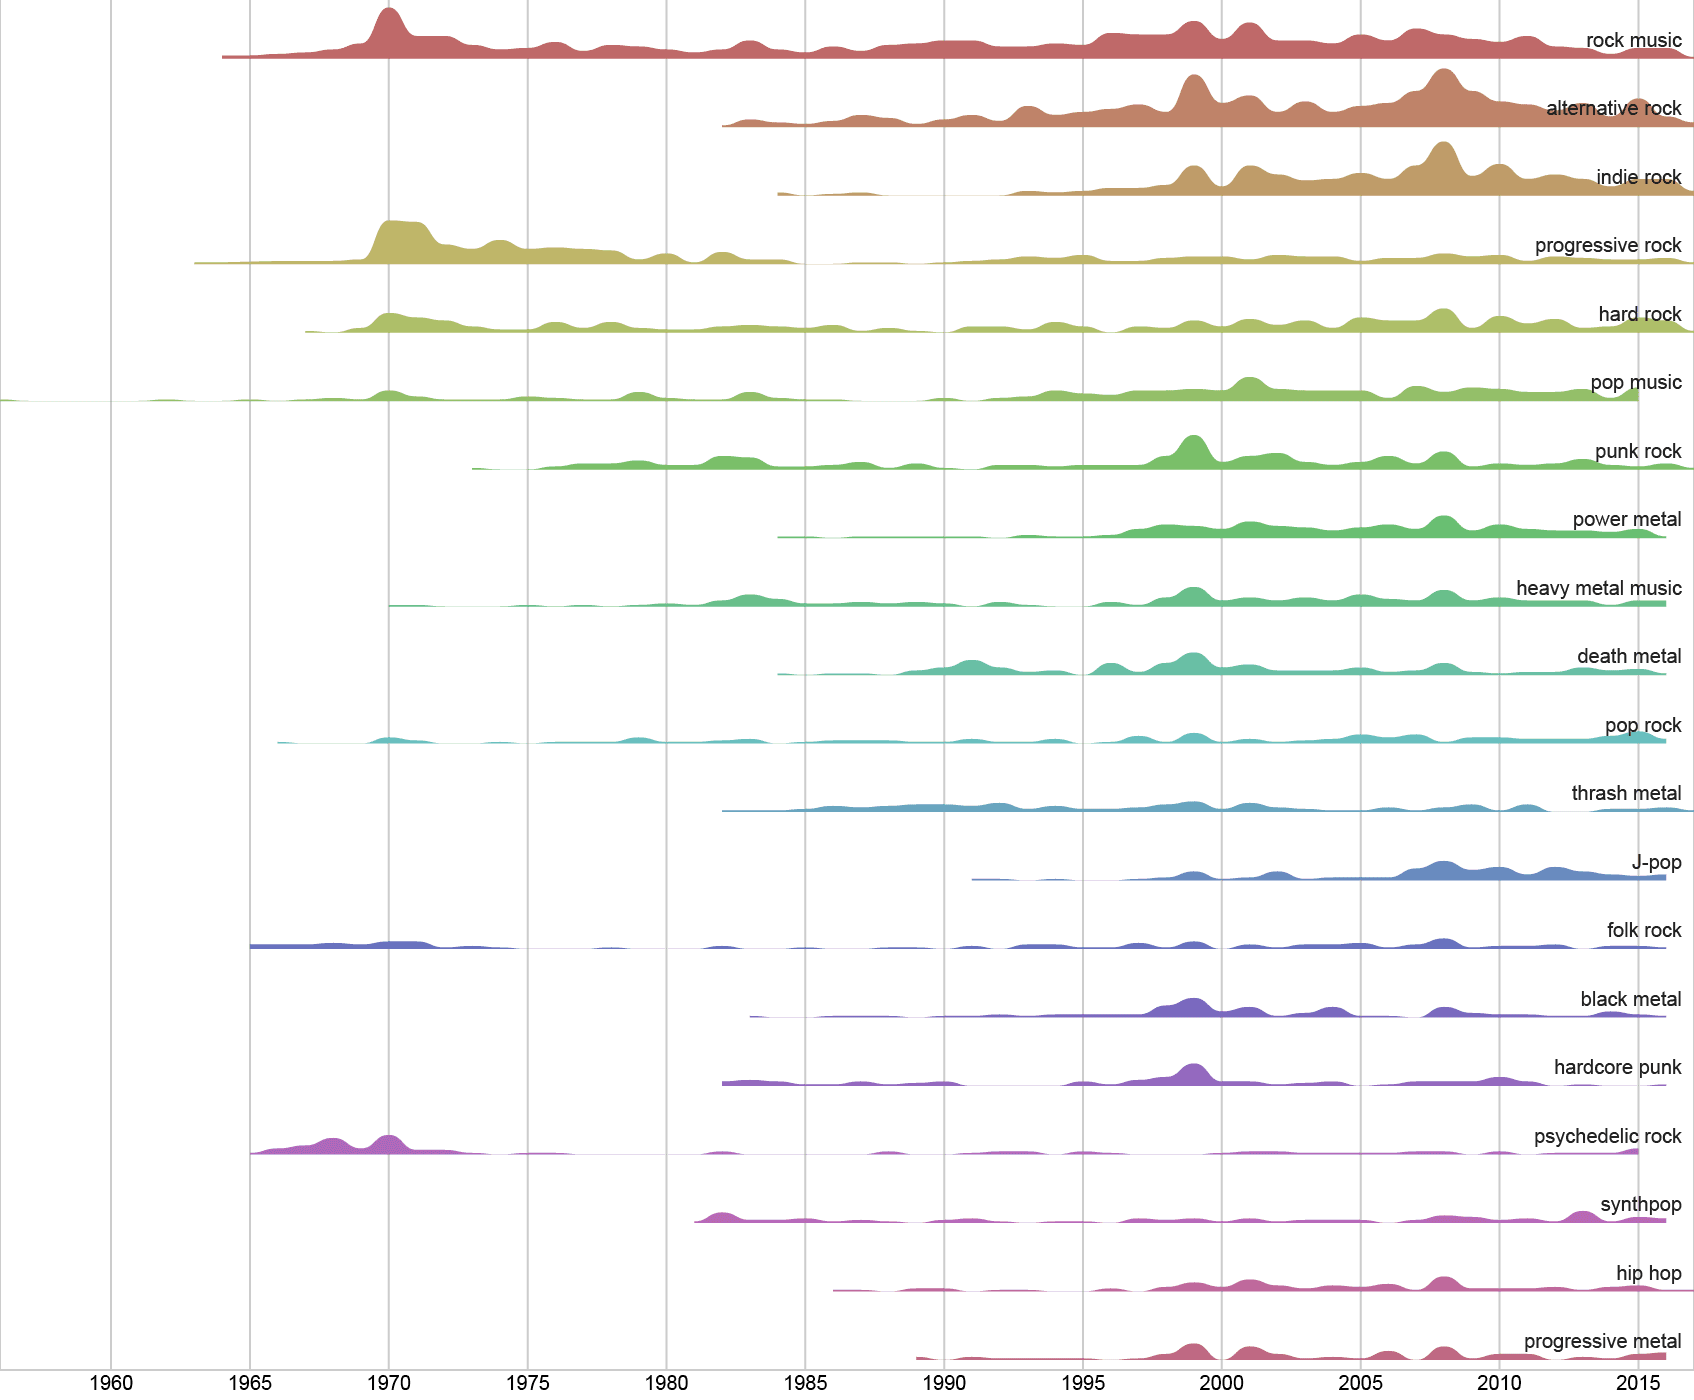 rock music
alternative rock
indie rock
progressive rock
hard rock
pop music
punk rock
power metal
heavy metal music
death metal
pop rock
thrash metal
J-pop
folk rock
black metal
hardcore punk
psychedelic rock
synthpop
hip hop
progressive metal
1960 1965 1970 1975 1980 1985 1990 1995 2000 2005 2010 2015